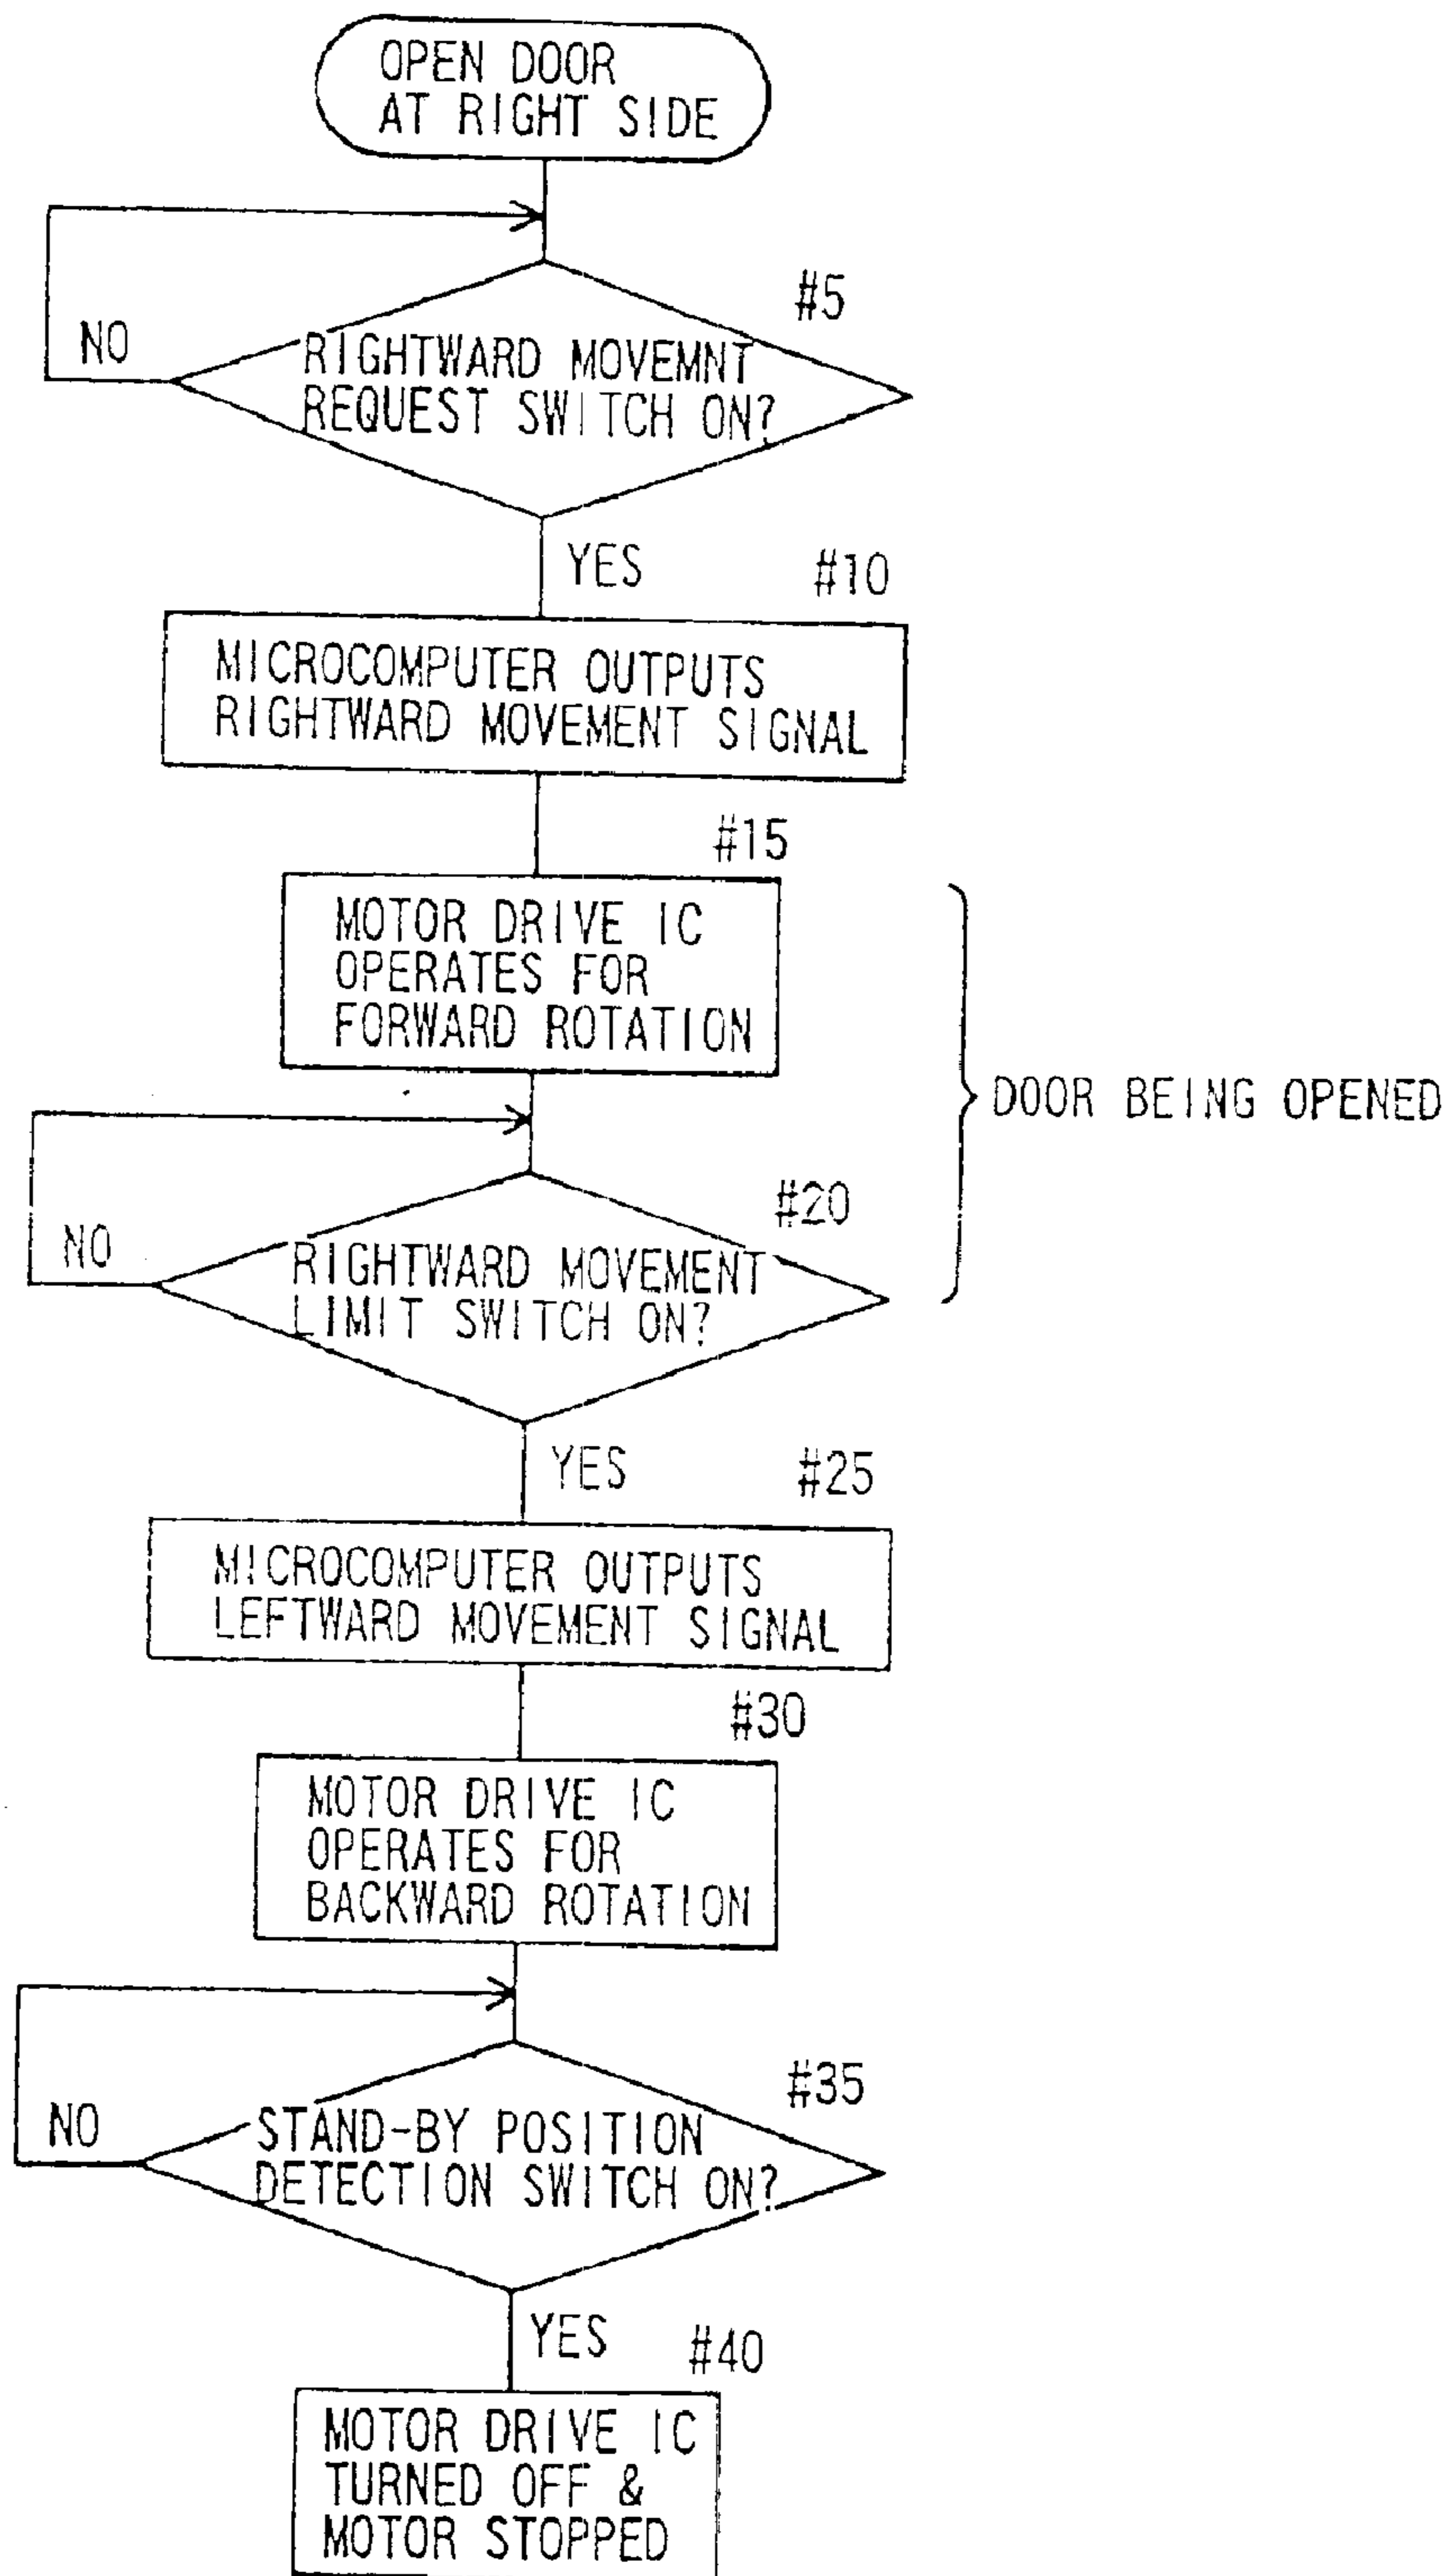 OPEN DOOR
AT RIGHT SIDE
#5
NO
RIGHTWARD MOVEMNT
REQUEST SWITCH ON?
YES
#10
MICROCOMPUTER OUTPUTS
RIGHTWARD MOVEMENT SIGNAL
#15
MOTOR DRIVE IC
OPERATES FOR
FORWARD ROTATION
DOOR BEING OPENED
#20
NO
RIGHTWARD MOVEMENT
LIMIT SWITCH ON?
YES
#25
MICROCOMPUTER OUTPUTS
LEFTWARD MOVEMENT SIGNAL
#30
MOTOR DRIVE IC
OPERATES FOR
BACKWARD ROTATION
#35
NO
STAND-BY POSITION
DETECTION SWITCH ON?
YES
#40
MOTOR DRIVE IC
TURNED OFF &
MOTOR STOPPED